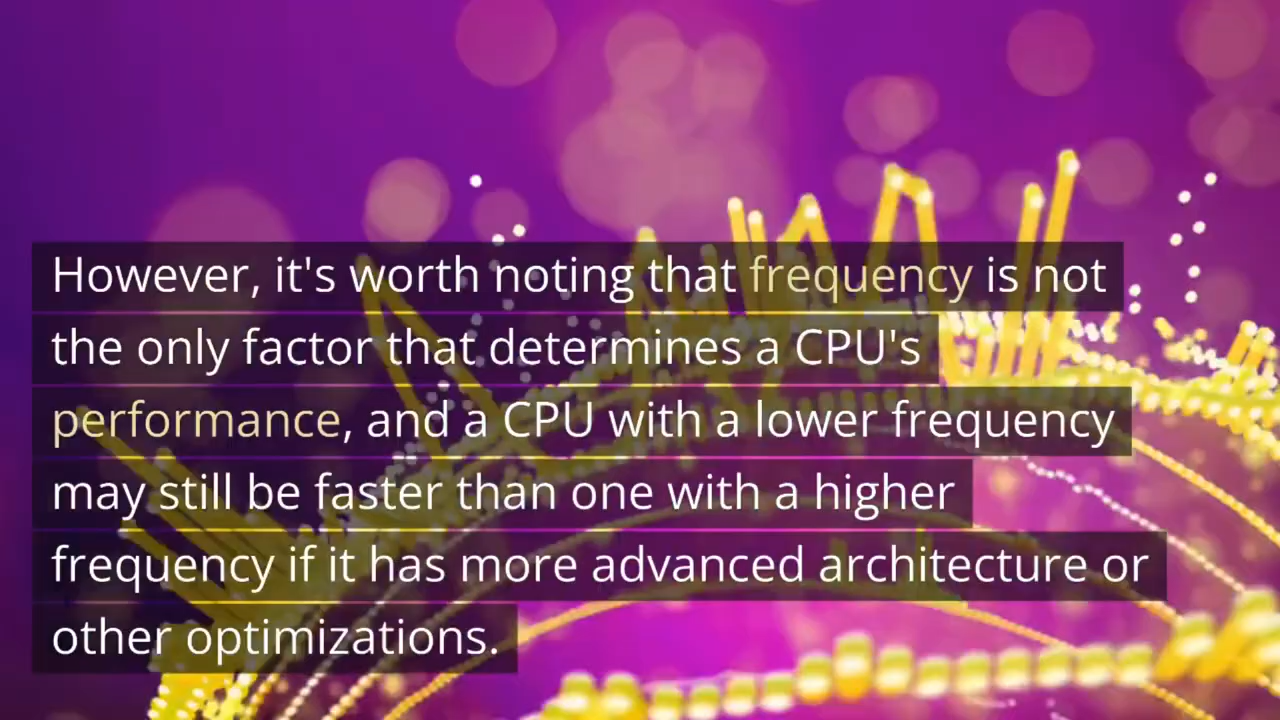 However, it's worth noting that frequency is not
the only factor that determines a CPU's
performance, and a CPU with a lower frequency
may still be faster than one with a higher
frequency if it has more advanced architecture or
other optimizations.